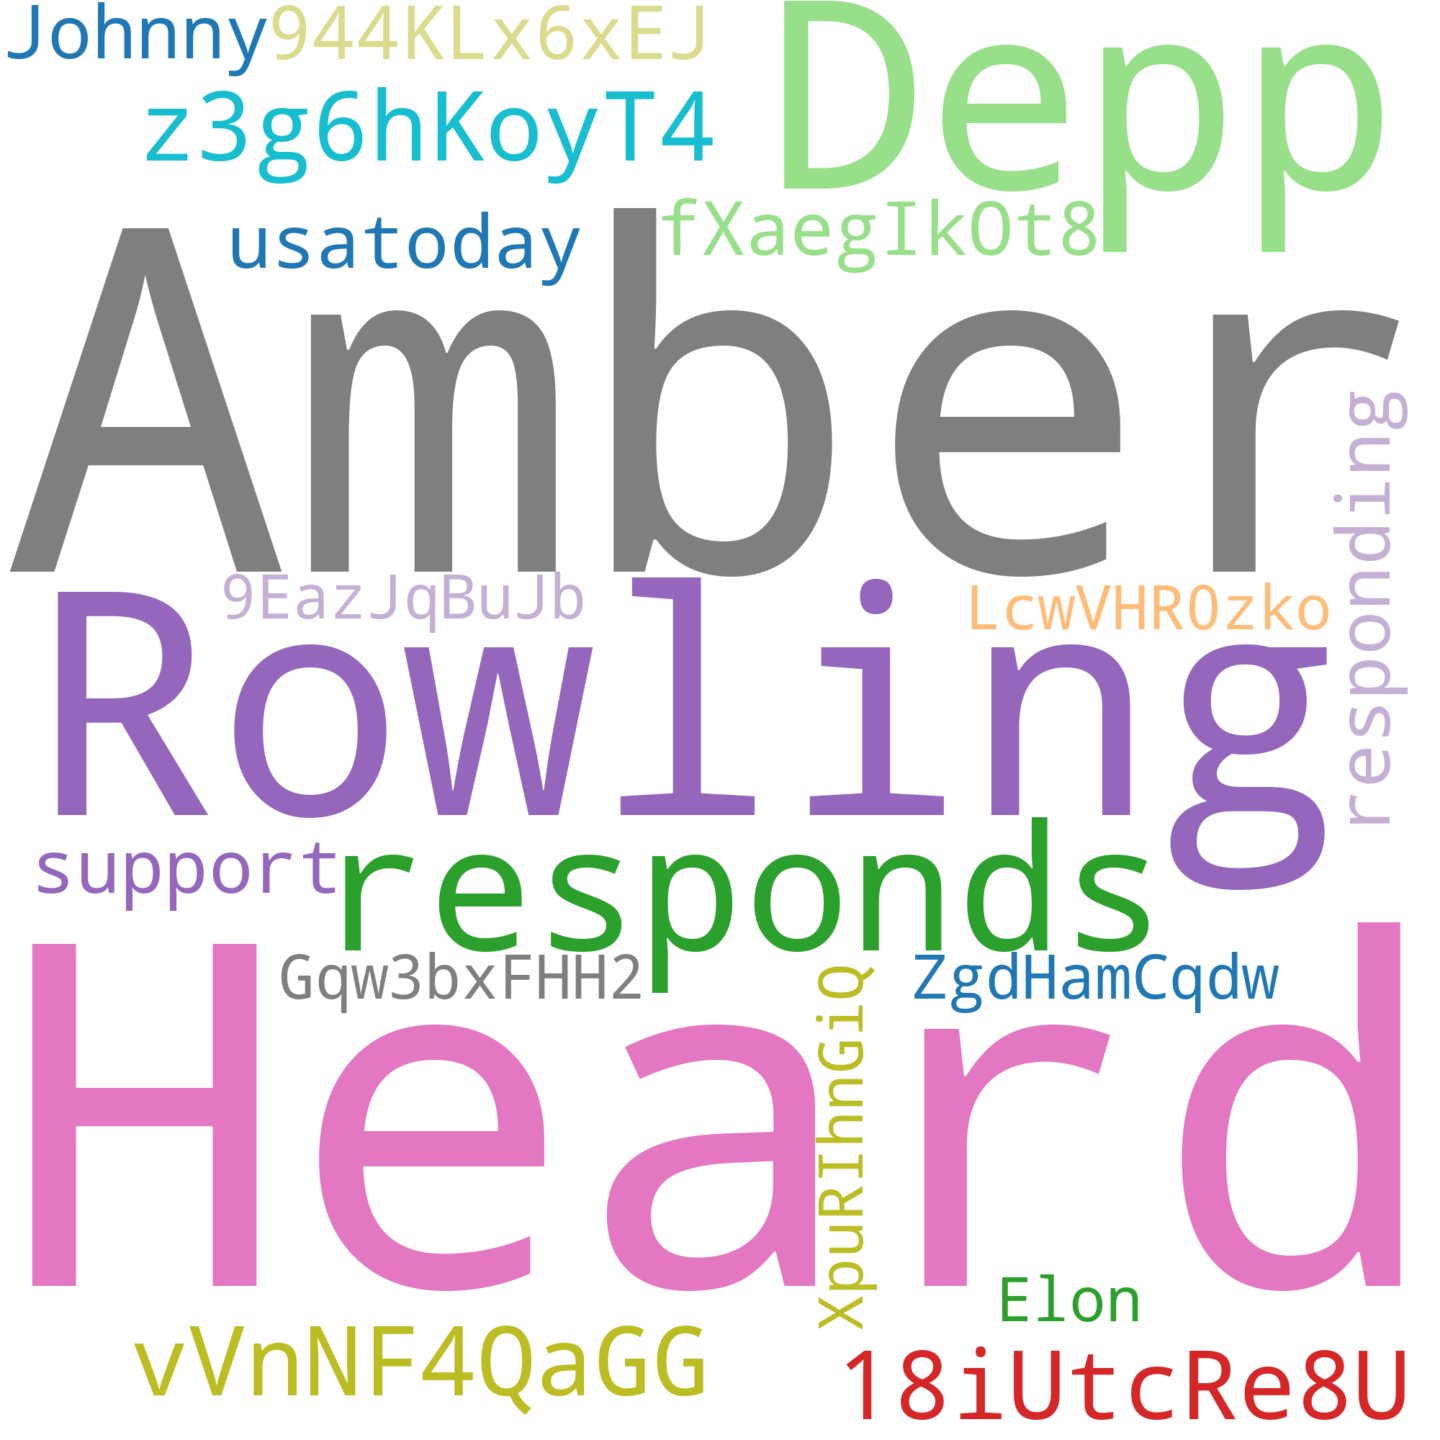 Johnny
944KLx6xEJ
Depp
z3g6hKoyT4
usatoday
fXaegIkOt8
Amber
responding
9EazJqBuJb
LcwVHR0zko
Rowling
support
responds
Gqw3bxFHH2
ZgdHamCqdw
Heard
XpuRIhnGiQ
Elon
vVnNF4QaGG
18iUtcRe8U